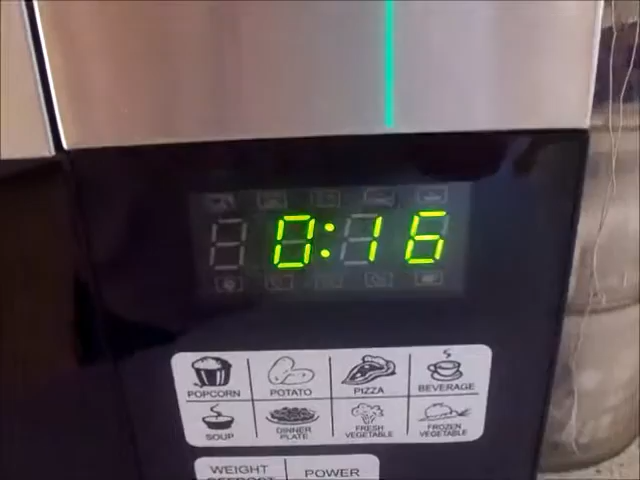 0:16
POPCORN POTATO PIZZA BEVERAGE
SOUP DINNER PLATE FRESH VEGETABLE FROZEN VEGETABLE
WEIGHT DEFROST POWER